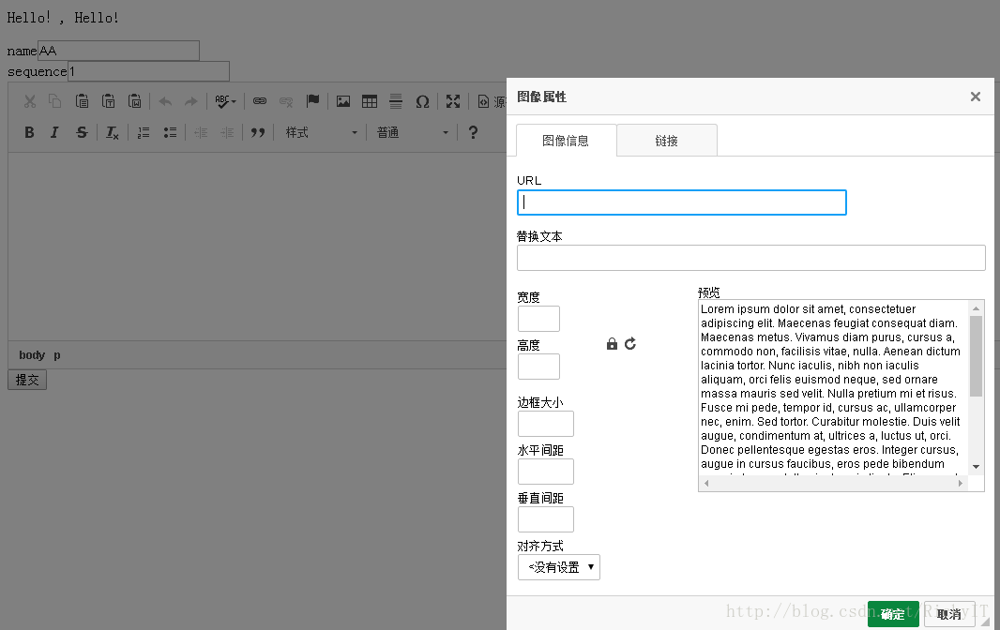 Hello! , Hello!
name AA
sequence 1
ABC
源
B I S Tx 样式 普通 ?
body p
提交
图像属性
图像信息 链接
URL
替换文本
宽度
高度
边框大小
水平间距
垂直间距
对齐方式
<没有设置
预览
Lorem ipsum dolor sit amet, consectetuer
adipiscing elit. Maecenas feugiat consequat diam.
Maecenas metus. Vivamus diam purus, cursus a,
commodo non, facilisis vitae, nulla. Aenean dictum
lacinia tortor. Nunc iaculis, nibh non iaculis
aliquam, orci felis euismod neque, sed ornare
massa mauris sed velit. Nulla pretium mi et risus.
Fusce mi pede, tempor id, cursus ac, ullamcorper
nec, enim. Sed tortor. Curabitur molestie. Duis velit
augue, condimentum at, ultrices a, luctus ut, orci.
Donec pellentesque egestas eros. Integer cursus,
augue in cursus faucibus, eros pede bibendum
确定 取消
http://blog.csdn.net/